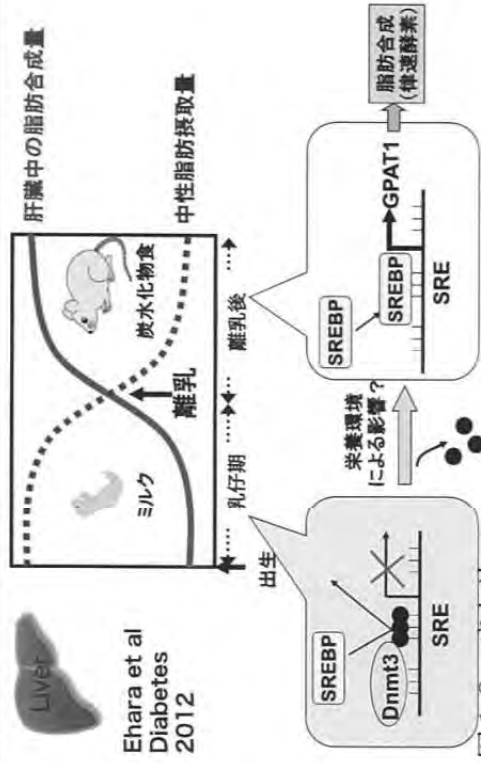 Liver
Ehara et al
Diabetes
2012
肝臓中の脂肪合成量
中性脂肪摂取量
ミルク
炭水化物食
離乳
出生
乳仔期
離乳後
SREBP
Dnmt3
SRE
栄養環境
による影響?
SREBP
SREBP
GPAT1
SRE
脂肪合成
(律速酵素)